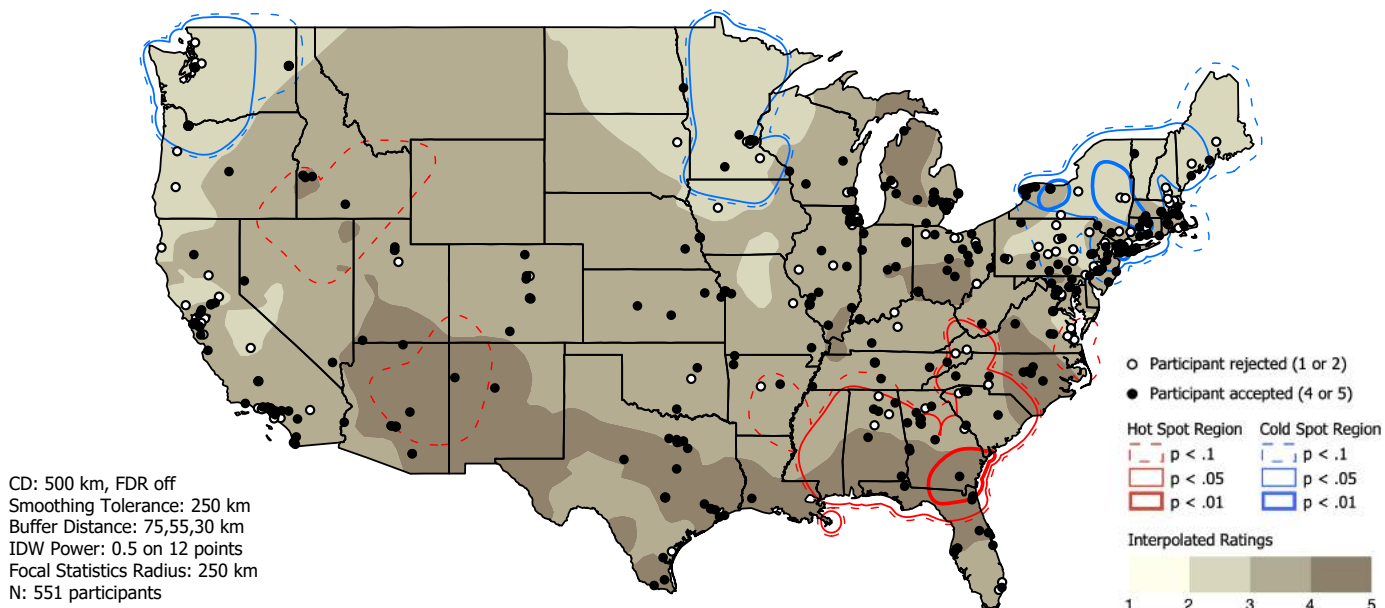 CD: 500 km, FDR off
Smoothing Tolerance: 250 km
Buffer Distance: 75,55,30 km
IDW Power: 0.5 on 12 points
Focal Statistics Radius: 250 km
N: 551 participants
Participant rejected (1 or 2)
Participant accepted (4 or 5)
Hot Spot Region Cold Spot Region
p < .1 p < .1
p < .05 p < .05
p < .01 p < .01
Interpolated Ratings
1 2 3 4 5